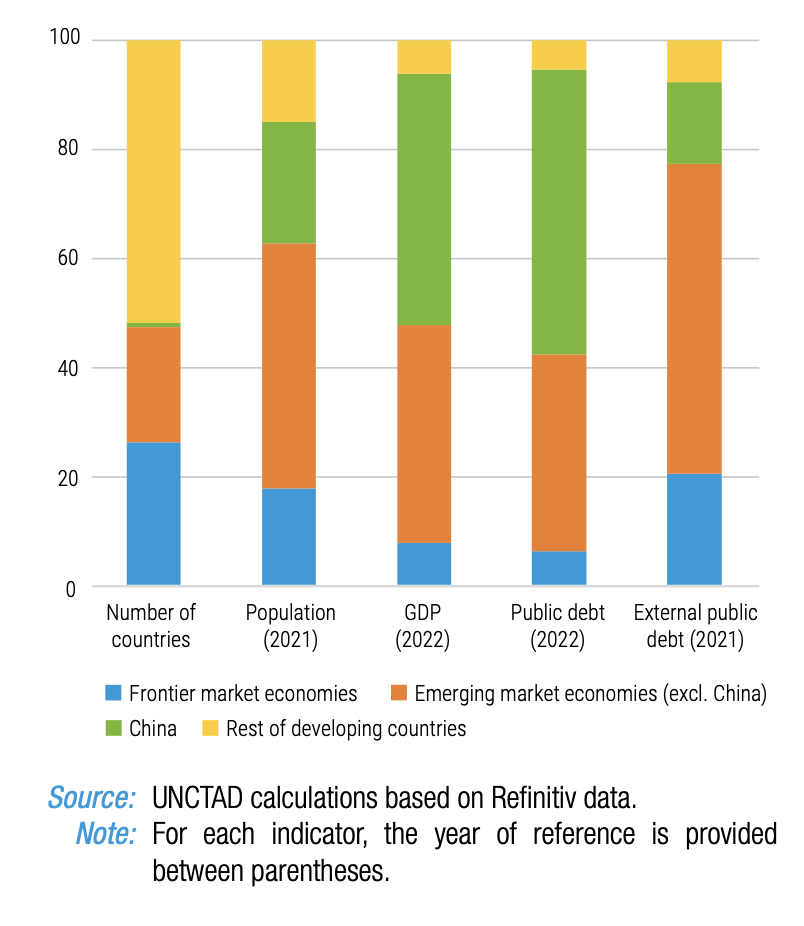 100
80
60
40
20
0
Number of countries
Population (2021)
GDP (2022)
Public debt (2022)
External public debt (2021)
Frontier market economies
Emerging market economies (excl. China)
China
Rest of developing countries
Source: UNCTAD calculations based on Refinitiv data.
Note: For each indicator, the year of reference is provided
between parentheses.